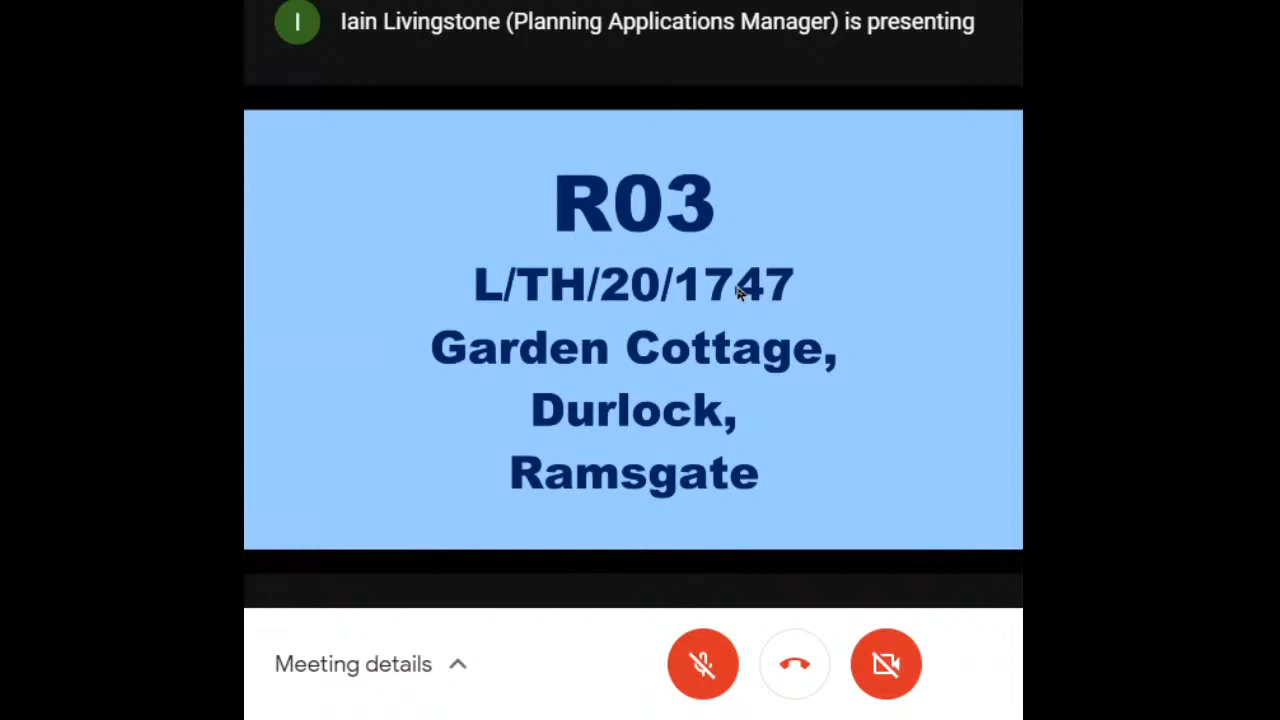 I
Iain Livingstone (Planning Applications Manager) is presenting
R03
L/TH/20/1747
Garden Cottage,
Durlock,
Ramsgate
Meeting details